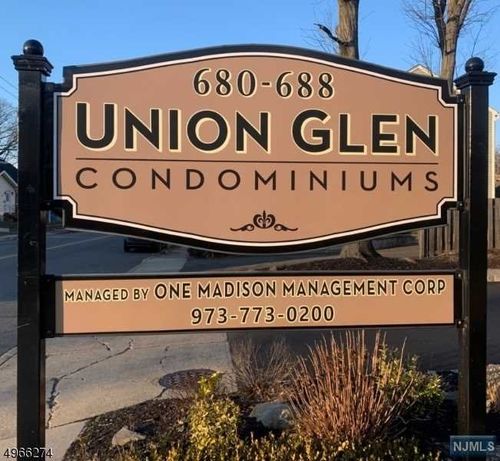 680-688
UNION GLEN
CONDOMINIUMS
MANAGED BY ONE MADISON MANAGEMENT CORP
973-773-0200
4966274
NJMLS